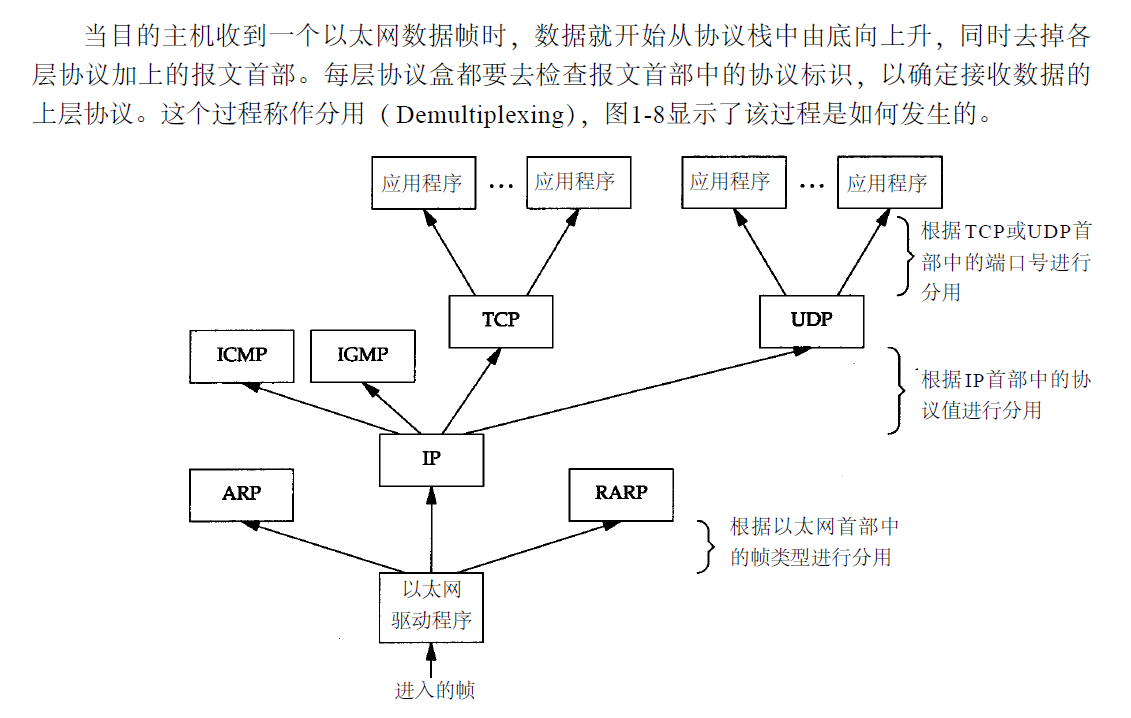 当目的主机收到一个以太网数据帧时，数据就开始从协议栈中由底向上升，同时去掉各
层协议加上的报文首部。每层协议盒都要去检查报文首部中的协议标识，以确定接收数据的
上层协议。这个过程称作分用（Demultiplexing），图1-8显示了该过程是如何发生的。
应用程序 … 应用程序 应用程序 … 应用程序
根据TCP或UDP首
部中的端口号进行
分用
TCP UDP
ICMP IGMP
根据IP首部中的协
议值进行分用
IP
ARP RARP
根据以太网首部中
的帧类型进行分用
以太网
驱动程序
进入的帧